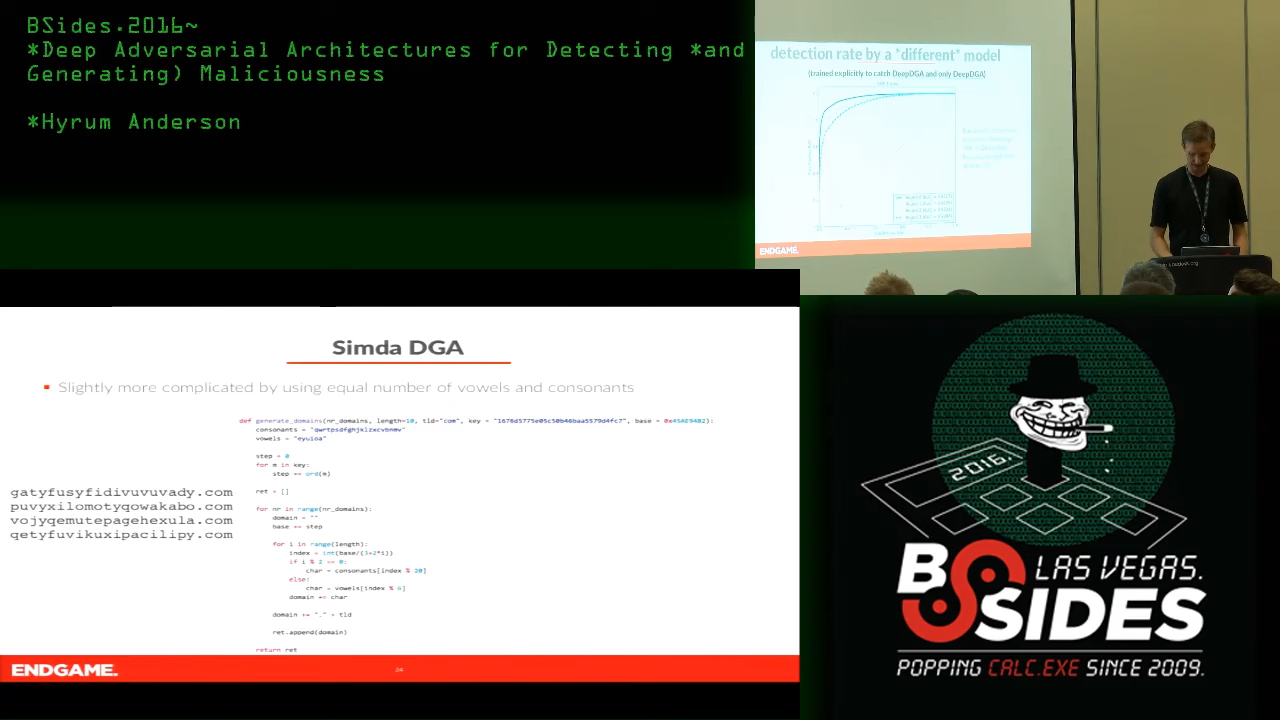 BSides.2016~
*Deep Adversarial Architectures for Detecting *and
Generating) Maliciousness
*Hyrum Anderson
detection rate by a *different* model
(trained explicitly to catch DeepDGA and only DeepDGA)
ENDGAME.
Simda DGA
Slightly more complicated by using equal number of vowels and consonants
def generate_domains(nr_domains, length=10, tld="com", key = "1676d5775e05c50b46baa5579d4fc7", base = 0x45AE94B2):
consonants = "qwrtpsdfghjklzxcvbnmv"
vowels = "eyuioa"
step = 0
for m in key:
step += ord(m)
ret = []
for nr in range(nr_domains):
domain = ""
base += step
for i in range(length):
index = int(base/(3+2*i))
if i % 2 == 0:
char = consonants[index % 20]
else:
char = vowels[index % 6]
domain += char
domain += "." + tld
ret.append(domain)
return ret
gatyfusyfidivuvuvady.com
puvyxilomotyqowakabo.com
vojyqemutepagehexula.com
qetyfuvikuxipacilipy.com
ENDGAME.
24
2016.
BSIDES
LAS VEGAS.
POPPING CALC.EXE SINCE 2009.